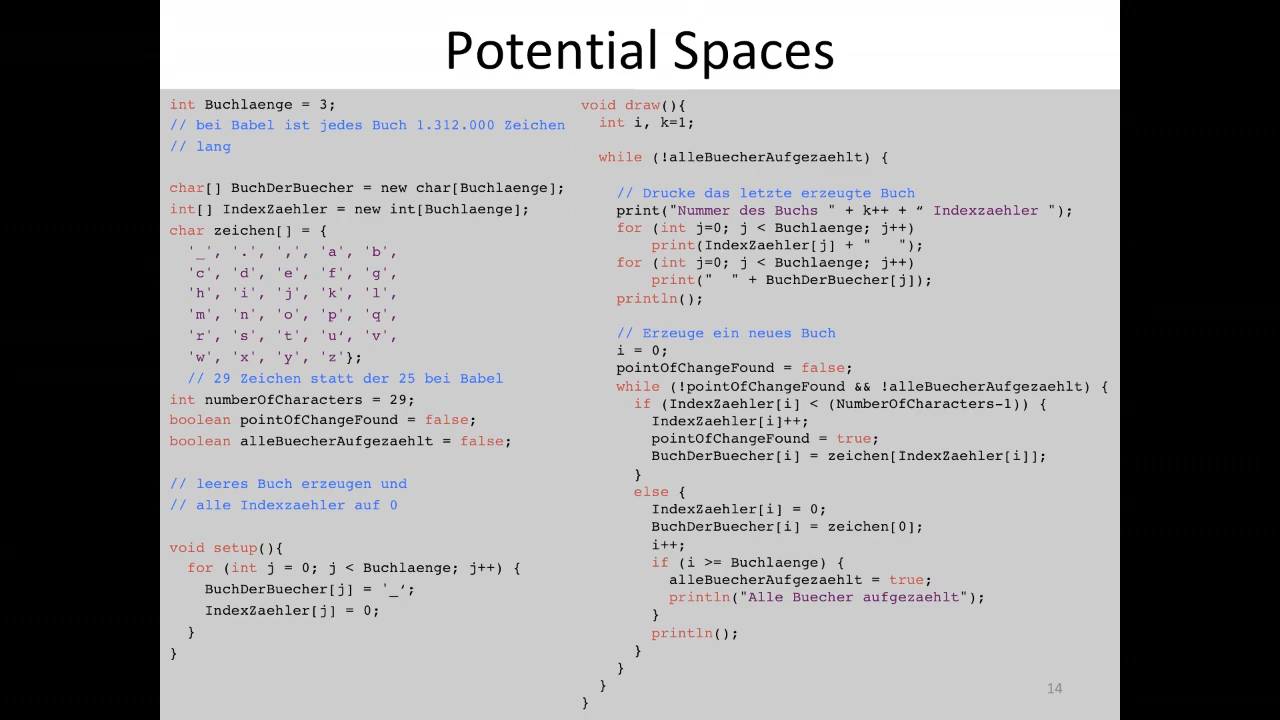 Potential Spaces
int Buchlaenge = 3;
// bei Babel ist jedes Buch 1.312.000 Zeichen
// lang
char[] BuchDerBuecher = new char[Buchlaenge];
int[] IndexZaehler = new int[Buchlaenge];
char zeichen[] = {
'_', '.', ',', 'a', 'b',
'c', 'd', 'e', 'f', 'g',
'h', 'i', 'j', 'k', 'l',
'm', 'n', 'o', 'p', 'q',
'r', 's', 't', 'u‘, 'v',
'w', 'x', 'y', 'z'};
// 29 Zeichen statt der 25 bei Babel
int numberOfCharacters = 29;
boolean pointOfChangeFound = false;
boolean alleBuecherAufgezaehlt = false;
// leeres Buch erzeugen und
// alle Indexzaehler auf 0
void setup(){
for (int j = 0; j < Buchlaenge; j++) {
BuchDerBuecher[j] = '_‘;
IndexZaehler[j] = 0;
}
}
void draw(){
int i, k=1;
while (!alleBuecherAufgezaehlt) {
// Drucke das letzte erzeugte Buch
print("Nummer des Buchs " + k++ + “ Indexzaehler ");
for (int j=0; j < Buchlaenge; j++)
print(IndexZaehler[j] + "   ");
for (int j=0; j < Buchlaenge; j++)
print("  " + BuchDerBuecher[j]);
println();
// Erzeuge ein neues Buch
i = 0;
pointOfChangeFound = false;
while (!pointOfChangeFound && !alleBuecherAufgezaehlt) {
if (IndexZaehler[i] < (NumberOfCharacters-1)) {
IndexZaehler[i]++;
pointOfChangeFound = true;
BuchDerBuecher[i] = zeichen[IndexZaehler[i]];
}
else {
IndexZaehler[i] = 0;
BuchDerBuecher[i] = zeichen[0];
i++;
if (i >= Buchlaenge) {
alleBuecherAufgezaehlt = true;
println("Alle Buecher aufgezaehlt");
}
println();
}
}
}
}
14